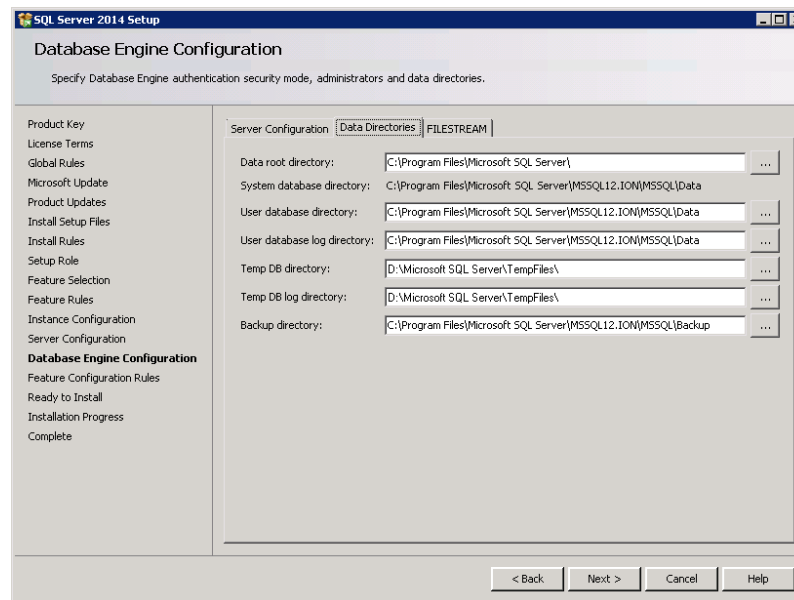 SQL Server 2014 Setup
Database Engine Configuration
Specify Database Engine authentication security mode, administrators and data directories.
Product Key
License Terms
Global Rules
Microsoft Update
Product Updates
Install Setup Files
Install Rules
Setup Role
Feature Selection
Feature Rules
Instance Configuration
Server Configuration
Database Engine Configuration
Feature Configuration Rules
Ready to Install
Installation Progress
Complete
Server Configuration Data Directories FILESTREAM
Data root directory: C:\Program Files\Microsoft SQL Server\ ...
System database directory: C:\Program Files\Microsoft SQL Server\MSSQL12.ION\MSSQL\Data
User database directory: C:\Program Files\Microsoft SQL Server\MSSQL12.ION\MSSQL\Data ...
User database log directory: C:\Program Files\Microsoft SQL Server\MSSQL12.ION\MSSQL\Data ...
Temp DB directory: D:\Microsoft SQL Server\TempFiles\ ...
Temp DB log directory: D:\Microsoft SQL Server\TempFiles\ ...
Backup directory: C:\Program Files\Microsoft SQL Server\MSSQL12.ION\MSSQL\Backup ...
< Back Next > Cancel Help